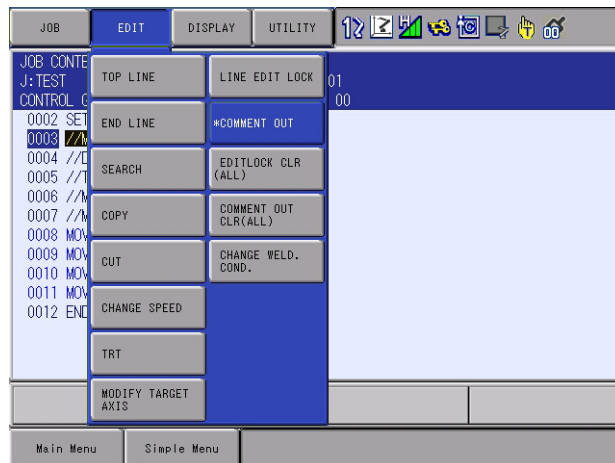 JOB
EDIT
DISPLAY
UTILITY
JOB CONTE
J:TEST
01
CONTROL G
00
TOP LINE
END LINE
SEARCH
COPY
CUT
CHANGE SPEED
TRT
MODIFY TARGET
AXIS
LINE EDIT LOCK
*COMMENT OUT
EDITLOCK CLR
(ALL)
COMMENT OUT
CLR(ALL)
CHANGE WELD.
COND.
0002 SET
0003 //M
0004 //D
0005 //T
0006 //M
0007 //M
0008 MOV
0009 MOV
0010 MOV
0011 MOV
0012 END
Main Menu
Simple Menu